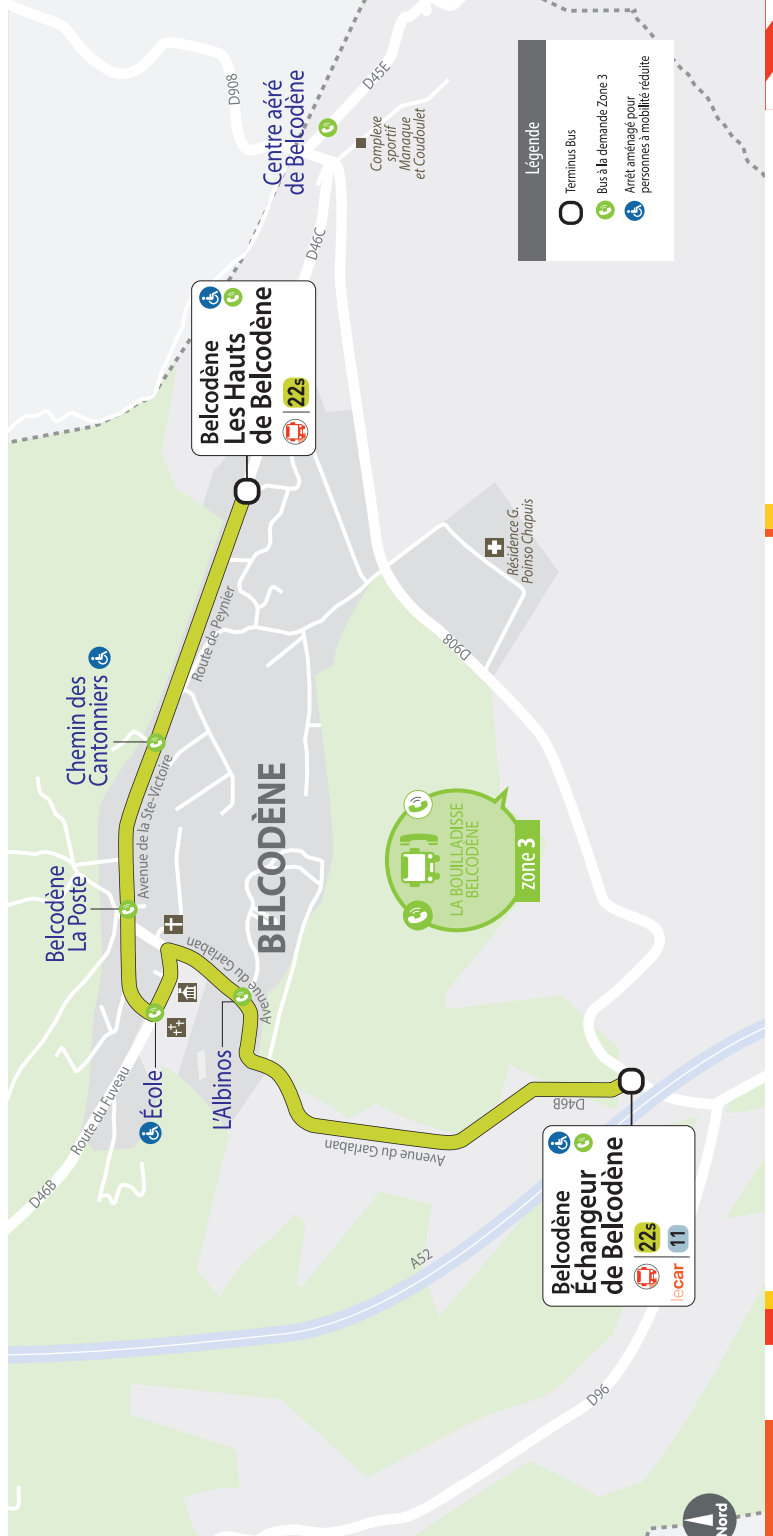 D46B
Route du Fuveau
École
L'Albinos
Belcodène
La Poste
Avenue de la Ste-Victoire
Chemin des
Cantonniers
Route de Peynier
Belcodène
Les Hauts
de Belcodène
22s
D908
Centre aéré
de Belcodène
D45E
D46C
Complexe
sportif
Manaque
et Coudoulet
Avenue du Garlaban
Avenue du Garlaban
BELCODÈNE
Avenue du Garlaban
A52
D46B
Belcodène
Échangeur
de Belcodène
22s
lecar
11
LA BOUILLADISSE
BELCODÈNE
zone 3
D908
Résidence G.
Poinso Chapuis
D96
Légende
Terminus Bus
Bus à la demande Zone 3
Arrêt aménagé pour
personnes à mobilité réduite
Nord